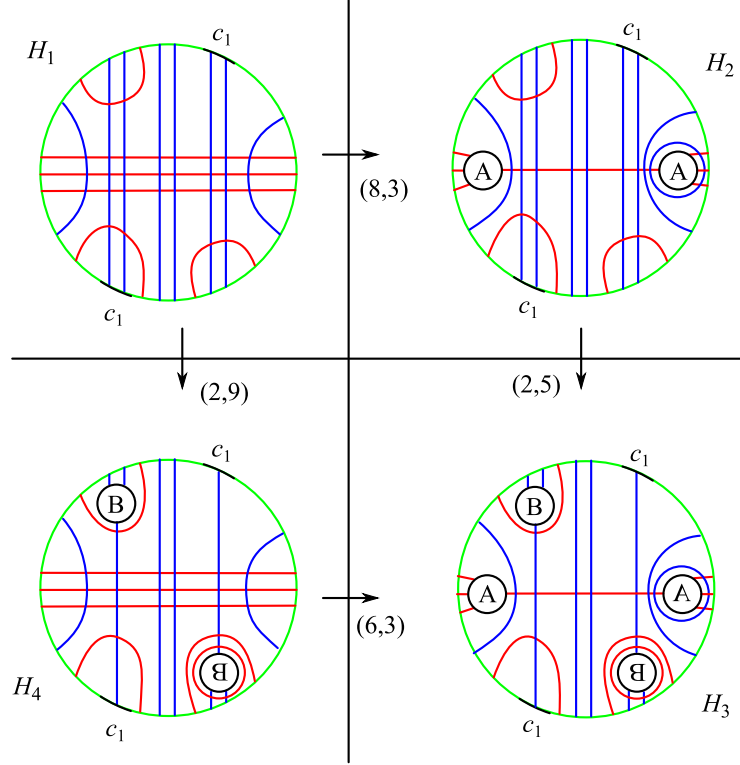 H₁
c₁
c₁
(8,3)
c₁
H₂
A
A
c₁
(2,9)
(2,5)
c₁
B
B
H₄
c₁
(6,3)
c₁
B
A
A
B
H₃
c₁